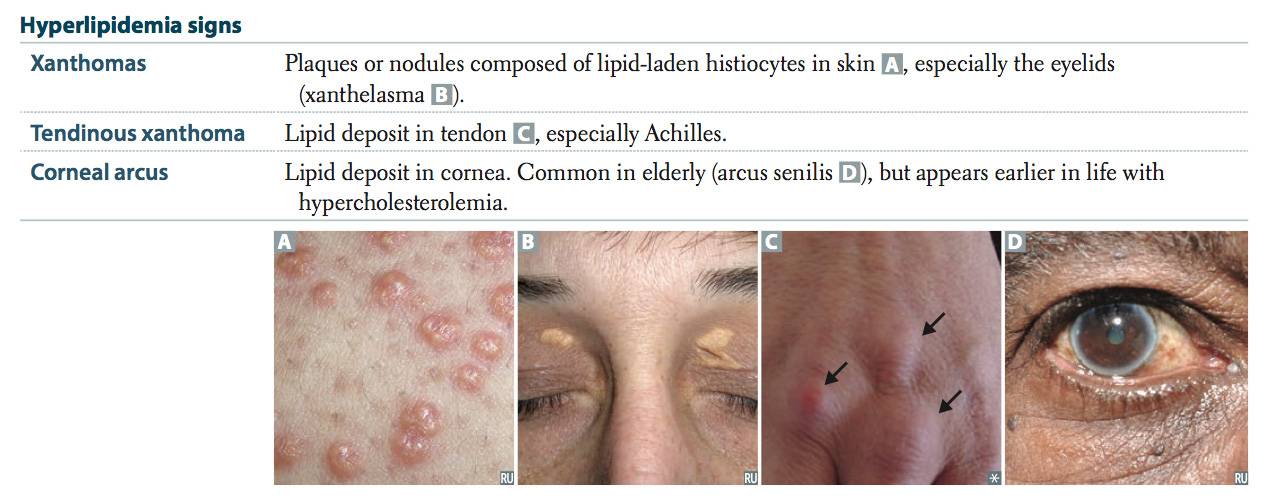 Hyperlipidemia signs
Xanthomas
Plaques or nodules composed of lipid-laden histiocytes in skin A, especially the eyelids
(xanthelasma B).
Tendinous xanthoma
Lipid deposit in tendon C, especially Achilles.
Corneal arcus
Lipid deposit in cornea. Common in elderly (arcus senilis D), but appears earlier in life with
hypercholesterolemia.
A
B
C
D
RU
RU
*
RU